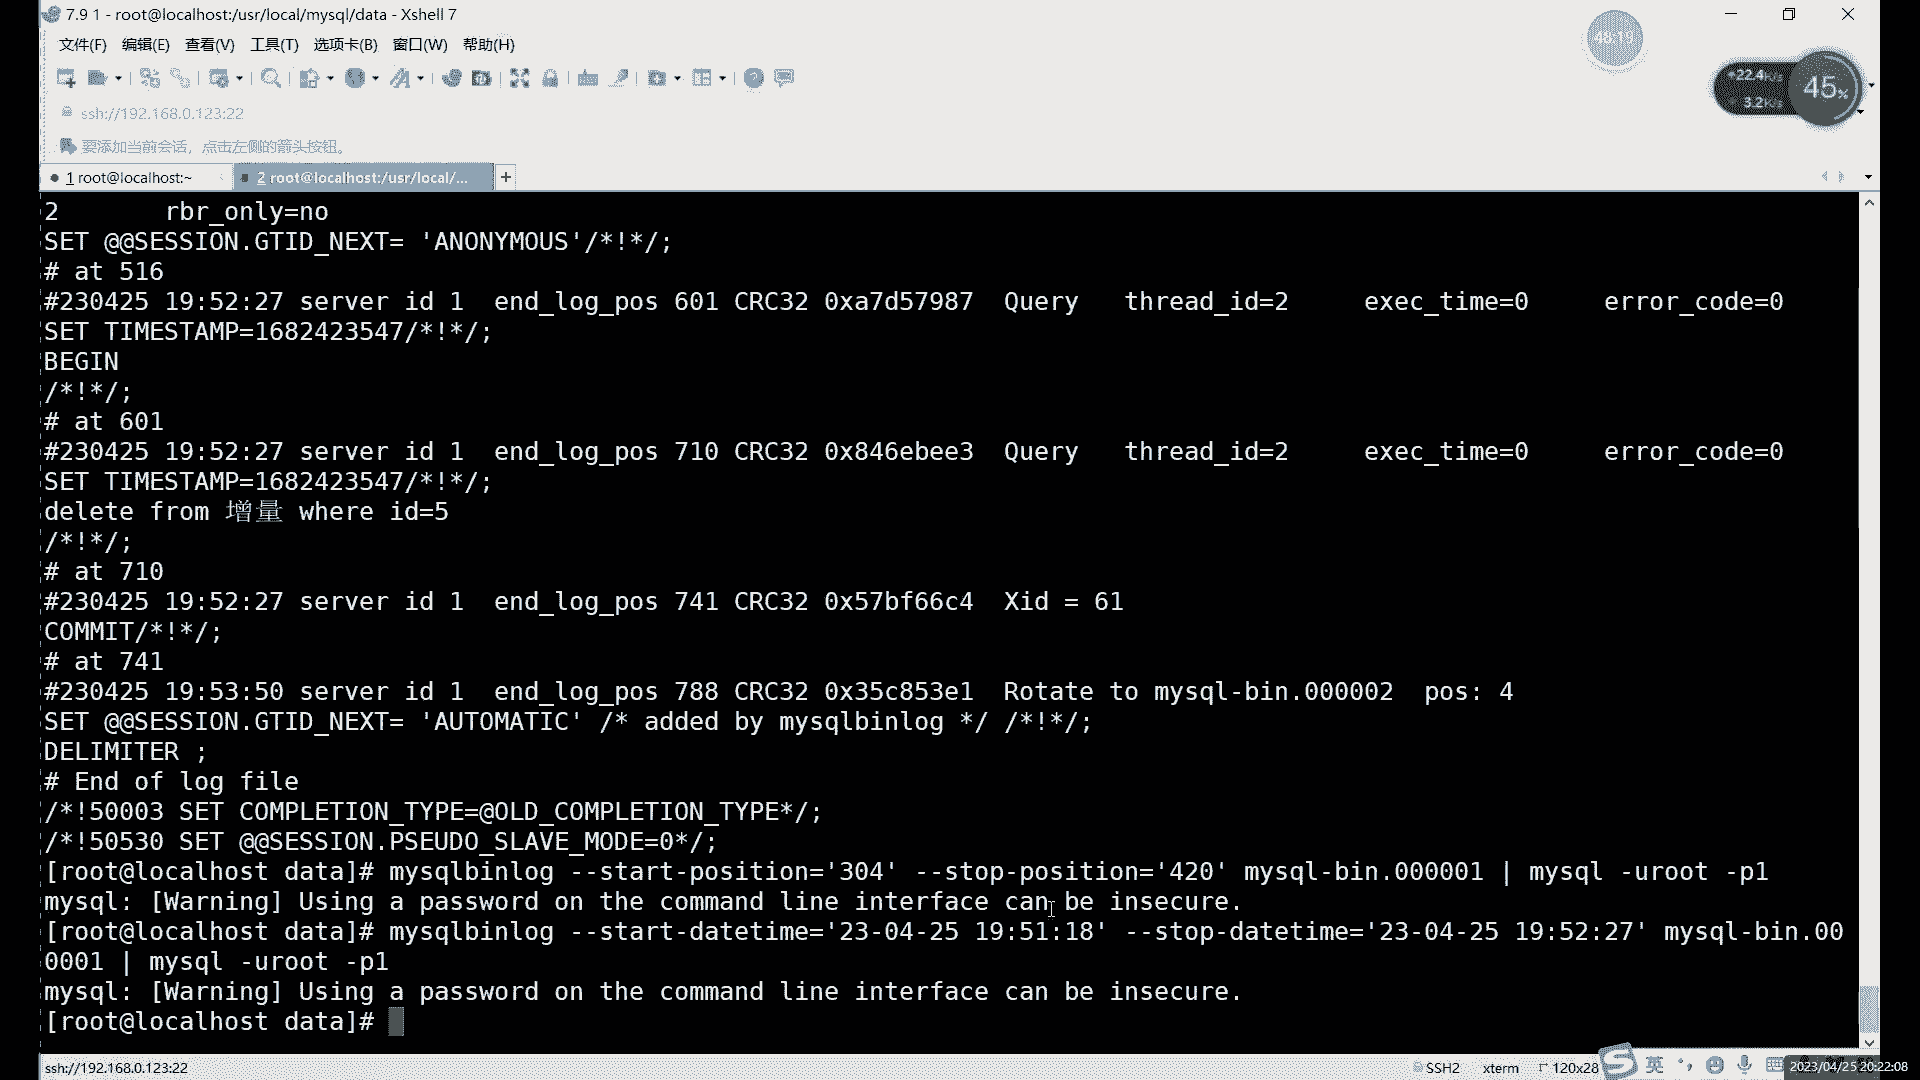 7.9 1 - root@localhost:/usr/local/mysql/data - Xshell 7
48:19
文件(F) 编辑(E) 查看(V) 工具(T) 选项卡(B) 窗口(W) 帮助(H)
22.4K/s
3.2K/s
45%
ssh://192.168.0.123:22
要添加当前会话，点击左侧的箭头按钮。
1 root@localhost:~
2 root@localhost:/usr/local/...
+
2       rbr_only=no
SET @@SESSION.GTID_NEXT= 'ANONYMOUS'/*!*/;
# at 516
#230425 19:52:27 server id 1  end_log_pos 601 CRC32 0xa7d57987  Query   thread_id=2     exec_time=0     error_code=0
SET TIMESTAMP=1682423547/*!*/;
BEGIN
/*!*/;
# at 601
#230425 19:52:27 server id 1  end_log_pos 710 CRC32 0x846ebee3  Query   thread_id=2     exec_time=0     error_code=0
SET TIMESTAMP=1682423547/*!*/;
delete from 增量 where id=5
/*!*/;
# at 710
#230425 19:52:27 server id 1  end_log_pos 741 CRC32 0x57bf66c4  Xid = 61
COMMIT/*!*/;
# at 741
#230425 19:53:50 server id 1  end_log_pos 788 CRC32 0x35c853e1  Rotate to mysql-bin.000002  pos: 4
SET @@SESSION.GTID_NEXT= 'AUTOMATIC' /* added by mysqlbinlog */ /*!*/;
DELIMITER ;
# End of log file
/*!50003 SET COMPLETION_TYPE=@OLD_COMPLETION_TYPE*/;
/*!50530 SET @@SESSION.PSEUDO_SLAVE_MODE=0*/;
[root@localhost data]# mysqlbinlog --start-position='304' --stop-position='420' mysql-bin.000001 | mysql -uroot -p1
mysql: [Warning] Using a password on the command line interface can be insecure.
[root@localhost data]# mysqlbinlog --start-datetime='23-04-25 19:51:18' --stop-datetime='23-04-25 19:52:27' mysql-bin.00
0001 | mysql -uroot -p1
mysql: [Warning] Using a password on the command line interface can be insecure.
[root@localhost data]#
ssh://192.168.0.123:22
SSH2
xterm
120x28
英
2023/04/25 20:22:08